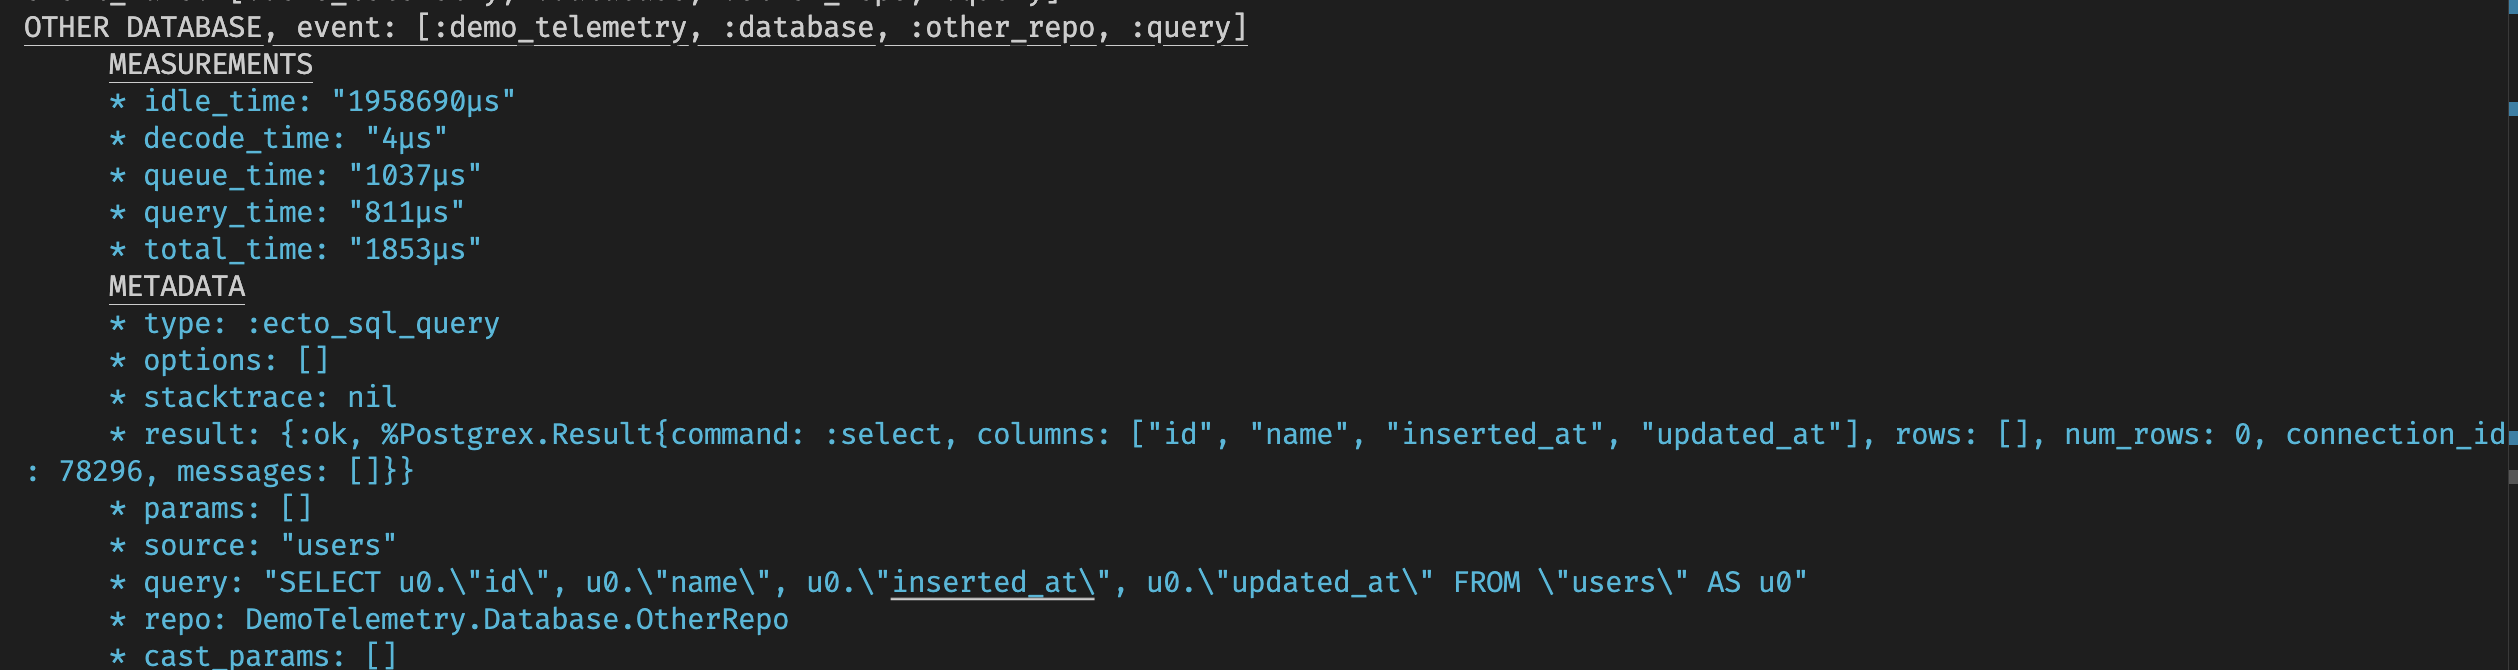 OTHER DATABASE, event: [:demo_telemetry, :database, :other_repo, :query]
MEASUREMENTS
* idle_time: "1958690µs"
* decode_time: "4µs"
* queue_time: "1037µs"
* query_time: "811µs"
* total_time: "1853µs"
METADATA
* type: :ecto_sql_query
* options: []
* stacktrace: nil
* result: {:ok, %Postgrex.Result{command: :select, columns: ["id", "name", "inserted_at", "updated_at"], rows: [], num_rows: 0, connection_id
: 78296, messages: []}}
* params: []
* source: "users"
* query: "SELECT u0.\"id\", u0.\"name\", u0.\"inserted_at\", u0.\"updated_at\" FROM \"users\" AS u0"
* repo: DemoTelemetry.Database.OtherRepo
* cast_params: []